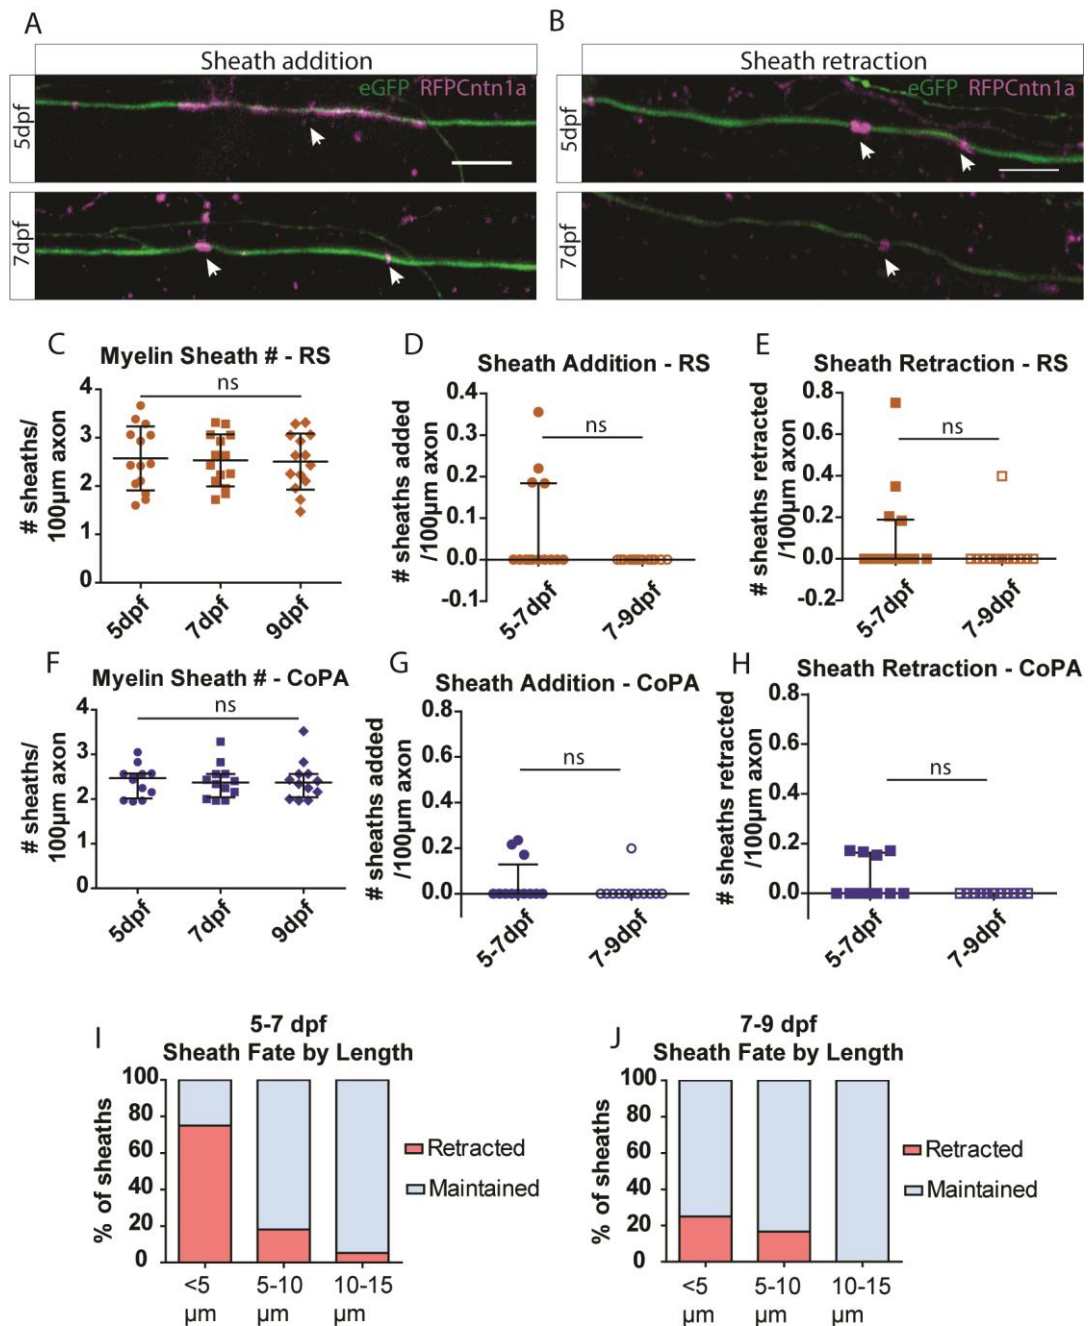 A
B
Sheath addition
Sheath retraction
eGFP RFPCntn1a
eGFP RFPCntn1a
5dpf
5dpf
7dpf
7dpf
C
Myelin Sheath # - RS
ns
# sheaths/
100µm axon
4
3
2
1
0
5dpf
7dpf
9dpf
D
Sheath Addition - RS
ns
# sheaths added
/100µm axon
0.4
0.3
0.2
0.1
0.0
-0.1
5-7dpf
7-9dpf
E
Sheath Retraction - RS
ns
# sheaths retracted
/100µm axon
0.8
0.6
0.4
0.2
0.0
-0.2
5-7dpf
7-9dpf
F
Myelin Sheath # - CoPA
ns
# sheaths/
100µm axon
4
3
2
1
0
5dpf
7dpf
9dpf
G
Sheath Addition - CoPA
ns
# sheaths added
/100µm axon
0.8
0.6
0.4
0.2
0.0
5-7dpf
7-9dpf
H
Sheath Retraction - CoPA
ns
# sheaths retracted
/100µm axon
0.8
0.6
0.4
0.2
0.0
5-7dpf
7-9dpf
I
5-7 dpf
Sheath Fate by Length
% of sheaths
100
80
60
40
20
0
<5
µm
5-10
µm
10-15
µm
Retracted
Maintained
J
7-9 dpf
Sheath Fate by Length
% of sheaths
100
80
60
40
20
0
<5
µm
5-10
µm
10-15
µm
Retracted
Maintained